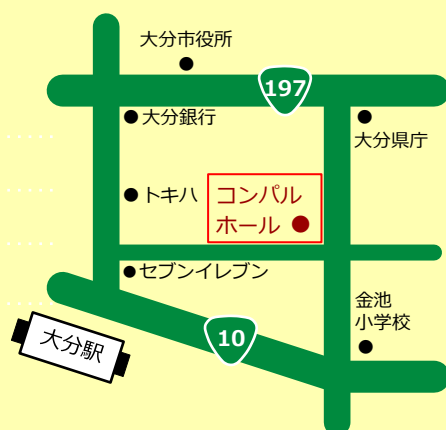 大分市役所
197
大分銀行
大分県庁
トキハ
コンパル
ホール
セブンイレブン
金池
小学校
10
大分駅